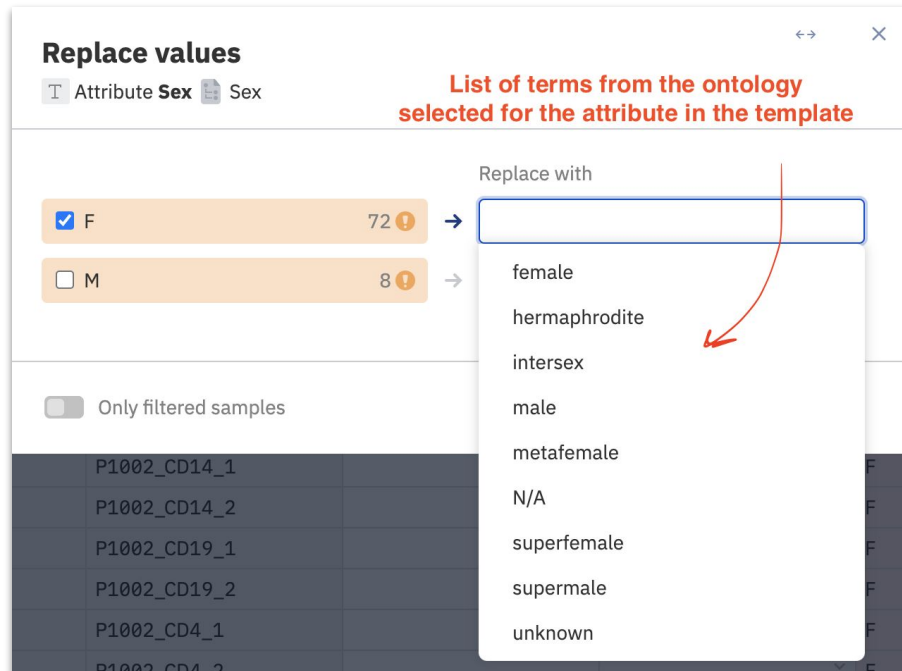 Replace values
T Attribute Sex Sex
List of terms from the ontology
selected for the attribute in the template
Replace with
F 72
M 8
female
hermaphrodite
intersex
male
metafemale
N/A
superfemale
supermale
unknown
Only filtered samples
P1002_CD14_1 F
P1002_CD14_2 F
P1002_CD19_1 F
P1002_CD19_2 F
P1002_CD4_1 F
P1002_CD4_2 F